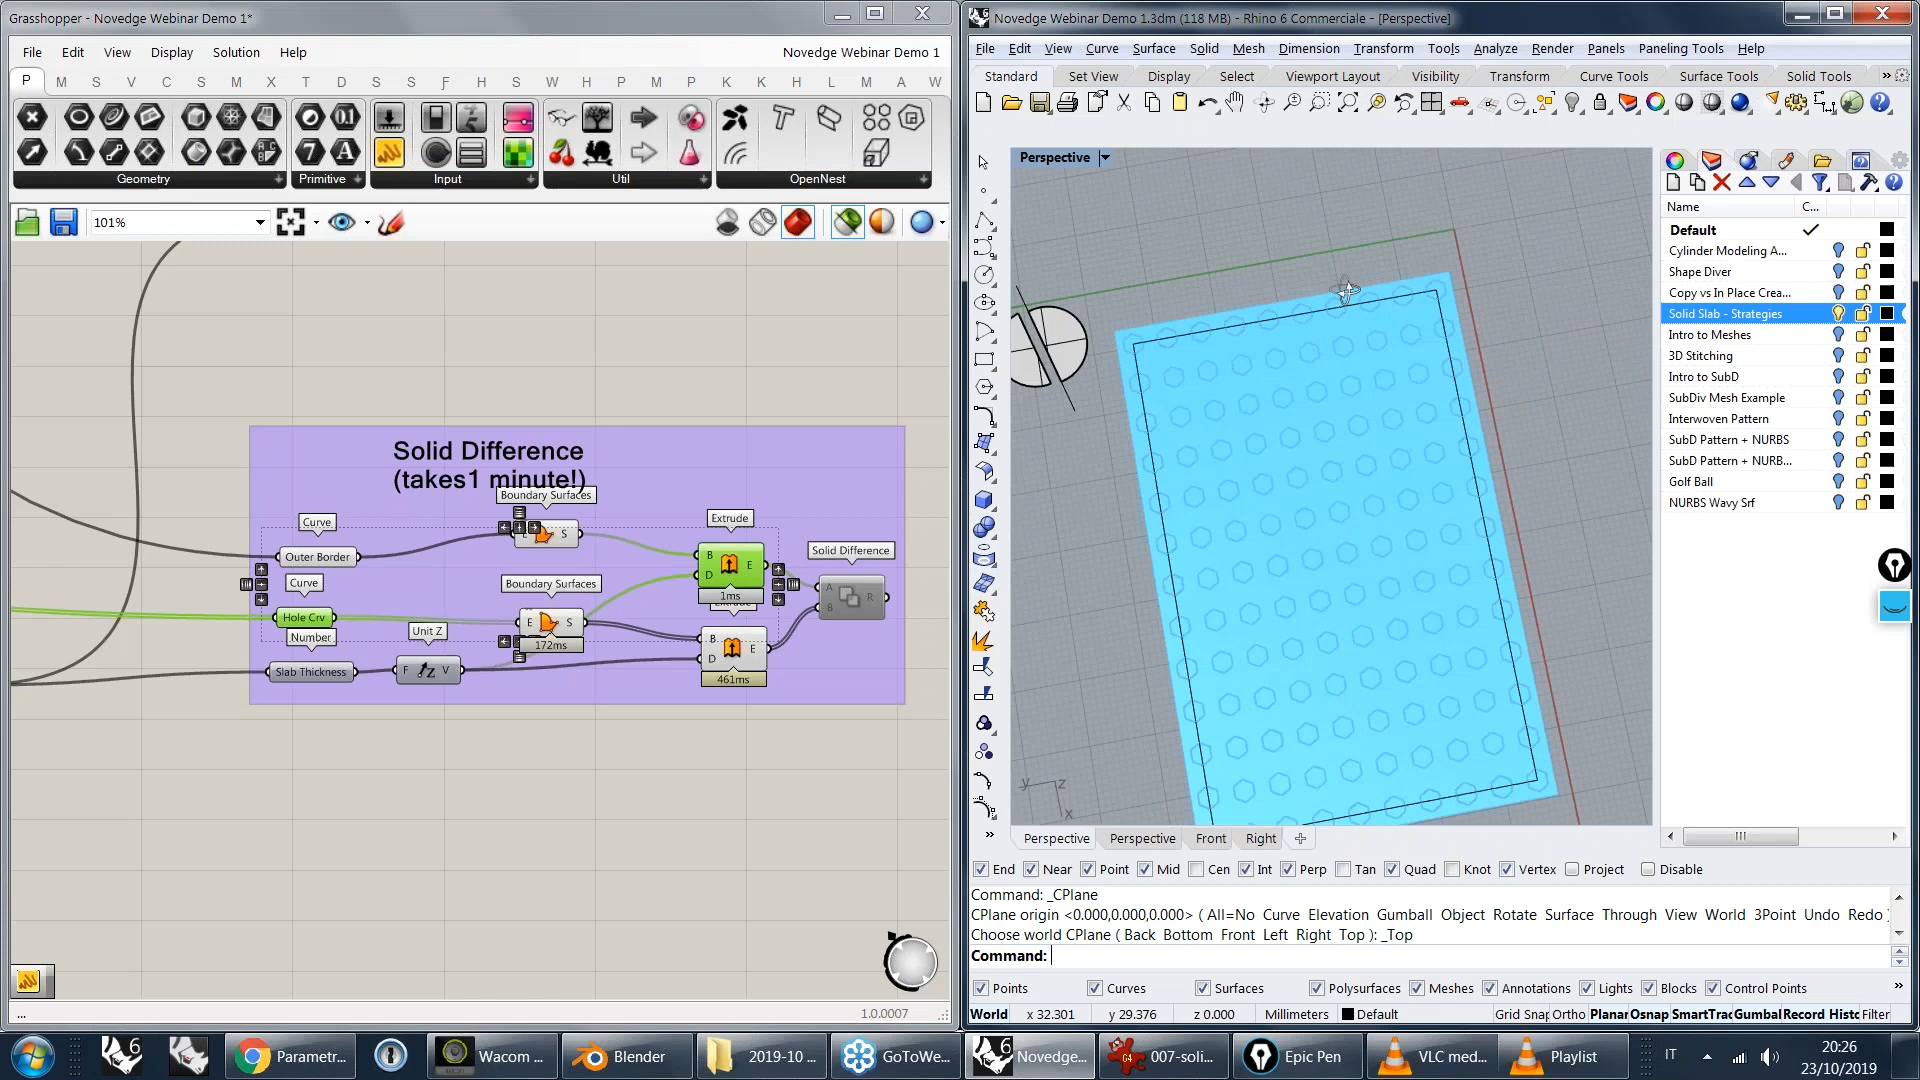 Grasshopper - Novedge Webinar Demo 1*
File Edit View Display Solution Help
Novedge Webinar Demo 1
P M S V C S M X T D S S F H S W H P M P K K H L M A W
Geometry
Primitive
Input
Util
OpenNest
101%
Solid Difference
(takes1 minute!)
Boundary Surfaces
Curve
Outer Border
S
Extrude
B
D
E
1ms
Solid Difference
A
B
R
Curve
Hole Crv
Boundary Surfaces
E
S
172ms
Number
Unit Z
Slab Thickness
F
V
B
D
E
461ms
...
1.0.0007
Novedge Webinar Demo 1.3dm (118 MB) - Rhino 6 Commerciale - [Perspective]
File Edit View Curve Surface Solid Mesh Dimension Transform Tools Analyze Render Panels Paneling Tools Help
Standard Set View Display Select Viewport Layout Visibility Transform Curve Tools Surface Tools Solid Tools
Perspective
y z
x
Name C...
Default
Cylinder Modeling A...
Shape Diver
Copy vs In Place Crea...
Solid Slab - Strategies
Intro to Meshes
3D Stitching
Intro to SubD
SubDiv Mesh Example
Interwoven Pattern
SubD Pattern + NURBS
SubD Pattern + NURB...
Golf Ball
NURBS Wavy Srf
Perspective Perspective Front Right
End Near Point Mid Cen Int Perp Tan Quad Knot Vertex Project Disable
Command: _CPlane
CPlane origin <0.000,0.000,0.000> ( All=No Curve Elevation Gumball Object Rotate Surface Through View World 3Point Undo Redo
Choose world CPlane ( Back Bottom Front Left Right Top ): _Top
Command:
Points Curves Surfaces Polysurfaces Meshes Annotations Lights Blocks Control Points
World x 32.301 y 29.376 z 0.000 Millimeters Default Grid Snap Ortho Planar Osnap SmartTrac Gumbal Record Histo Filter
6 Parametr... Wacom ... Blender 2019-10 ... GoToWe... Novedge... 007-soli... Epic Pen VLC med... Playlist IT
20:26
23/10/2019